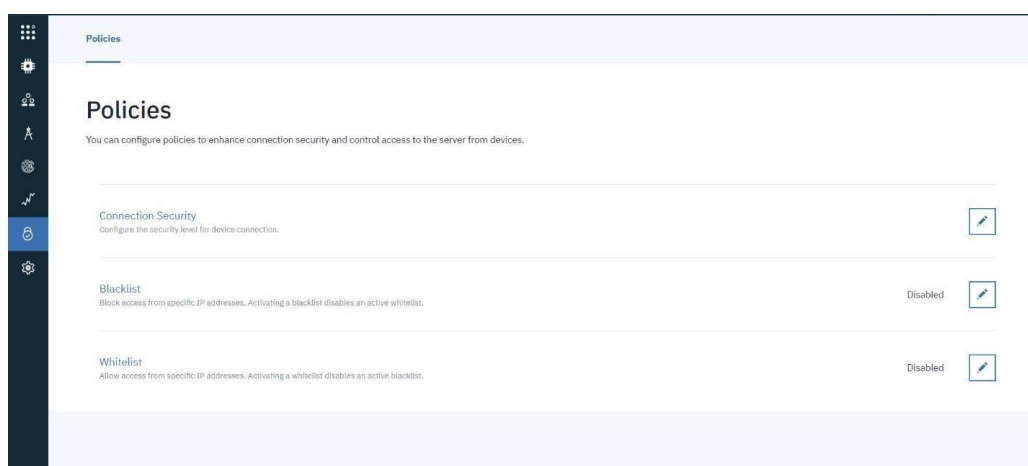 Policies
Policies
You can configure policies to enhance connection security and control access to the server from devices.
Connection Security
Configure the security level for device connection.
Blacklist
Block access from specific IP addresses. Activating a blacklist disables an active whitelist.
Disabled
Whitelist
Allow access from specific IP addresses. Activating a whitelist disables an active blacklist.
Disabled